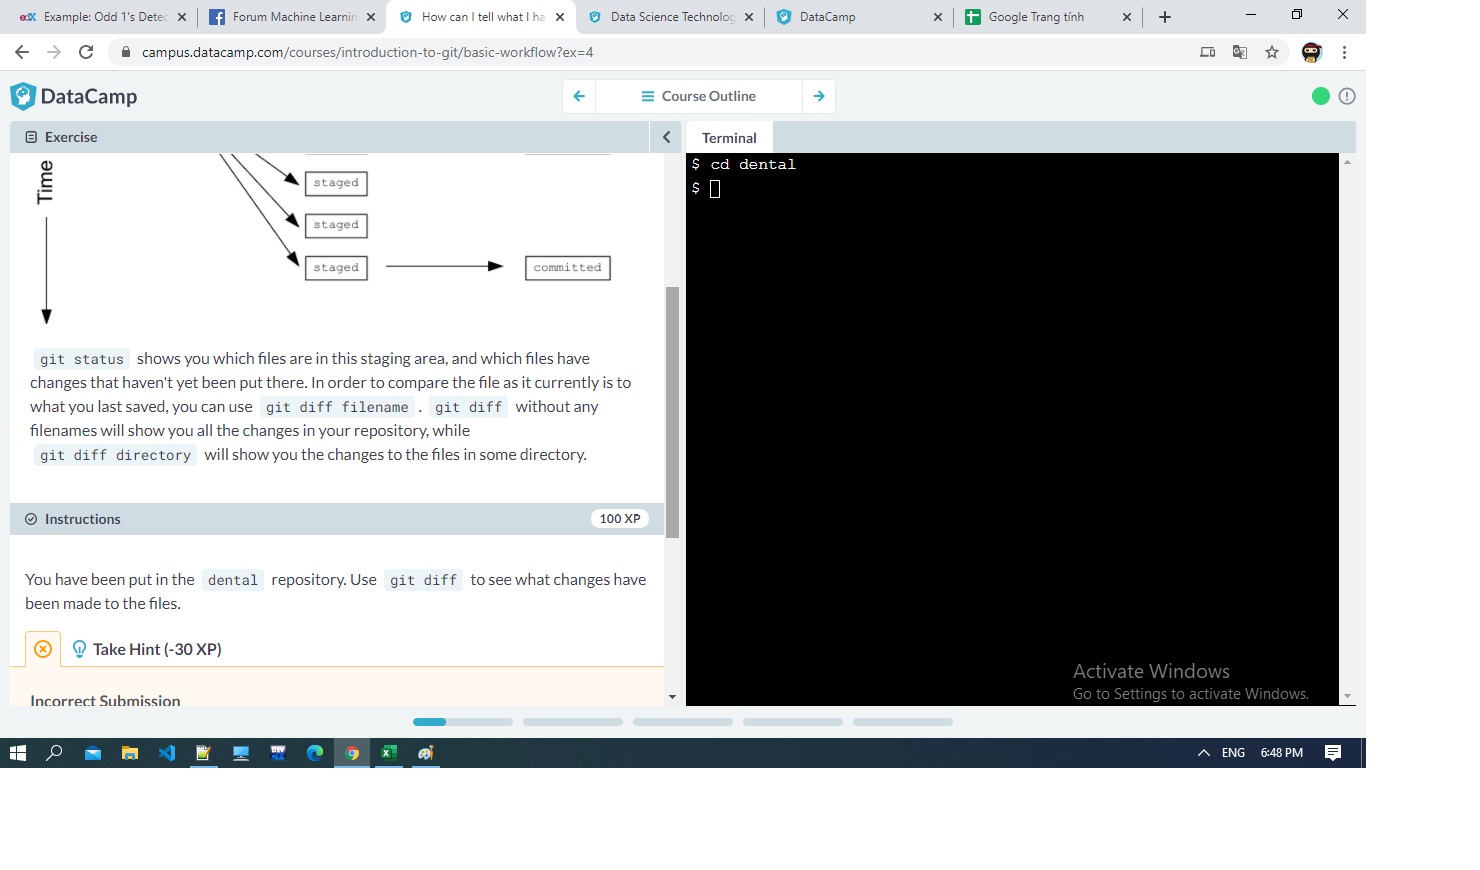 edX Example: Odd 1's Detec
Forum Machine Learnin
How can I tell what I ha
Data Science Technolog
DataCamp
Google Trang tính
campus.datacamp.com/courses/introduction-to-git/basic-workflow?ex=4
DataCamp
Course Outline
Exercise
Terminal
Time
staged
staged
staged
committed
git status shows you which files are in this staging area, and which files have
changes that haven't yet been put there. In order to compare the file as it currently is to
what you last saved, you can use git diff filename . git diff without any
filenames will show you all the changes in your repository, while
git diff directory will show you the changes to the files in some directory.
Instructions
100 XP
You have been put in the dental repository. Use git diff to see what changes have
been made to the files.
Take Hint (-30 XP)
Incorrect Submission
$ cd dental
$
Activate Windows
Go to Settings to activate Windows.
DEV
ENG
6:48 PM